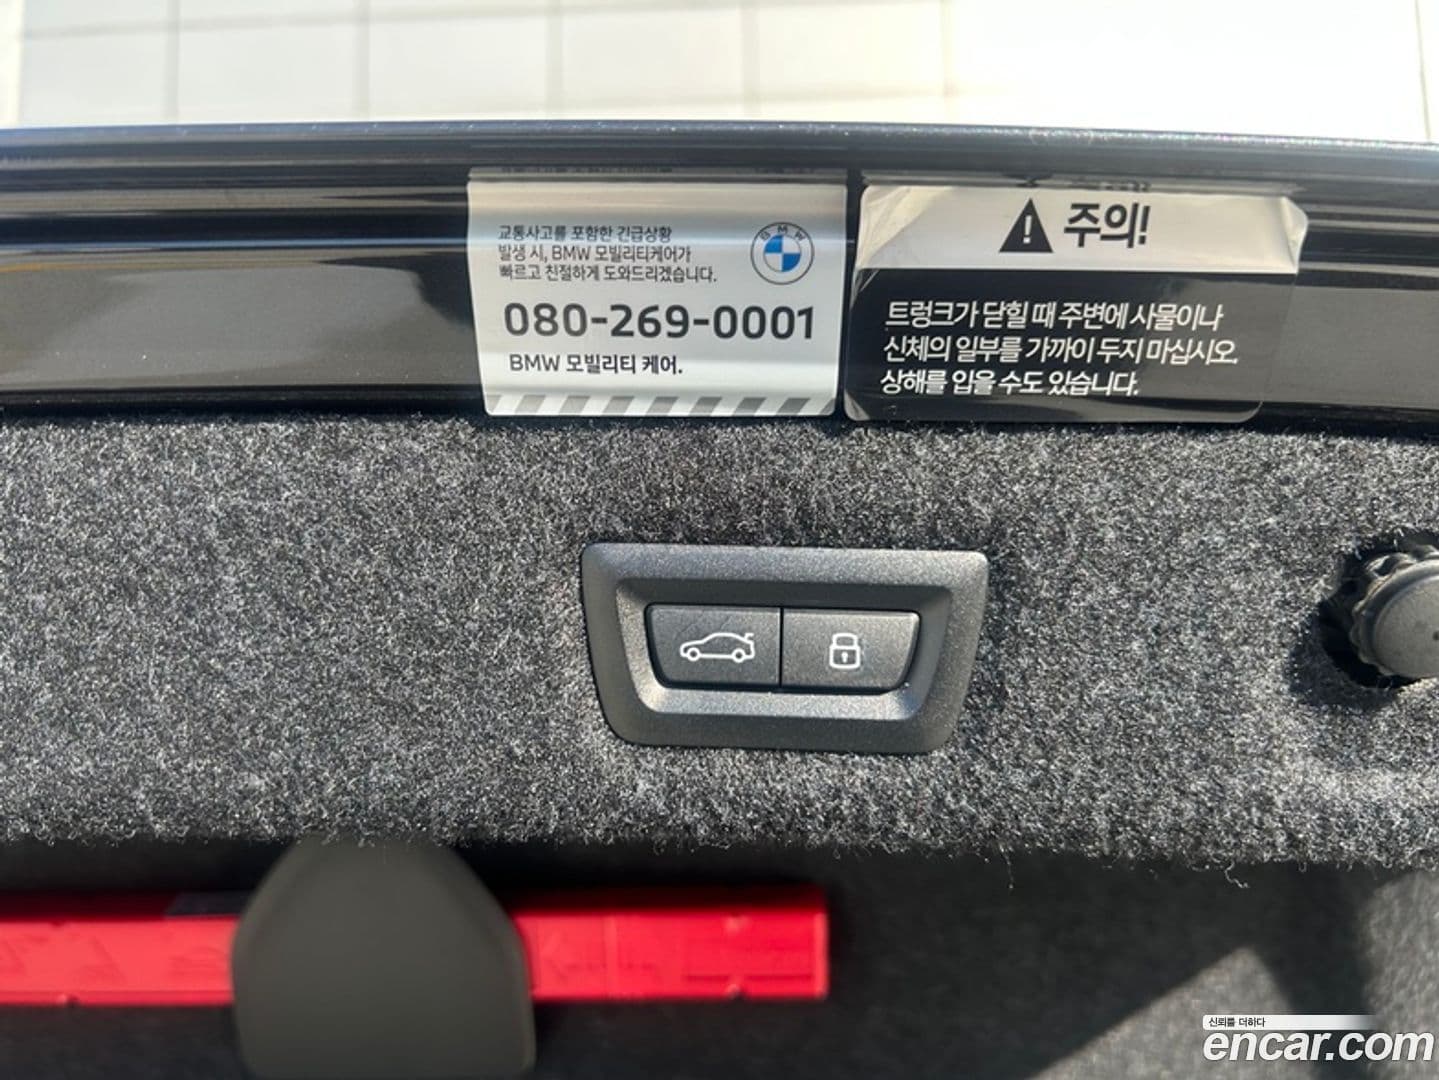 교통사고를 포함한 긴급상황
발생 시, BMW 모빌리티케어가
빠르고 친절하게 도와드리겠습니다.
080-269-0001
BMW 모빌리티 케어.
BMW
주의!
트렁크가 닫힐 때 주변에 사물이나
신체의 일부를 가까이 두지 마십시오.
상해를 입을 수도 있습니다.
신뢰를 더하다
encar.com